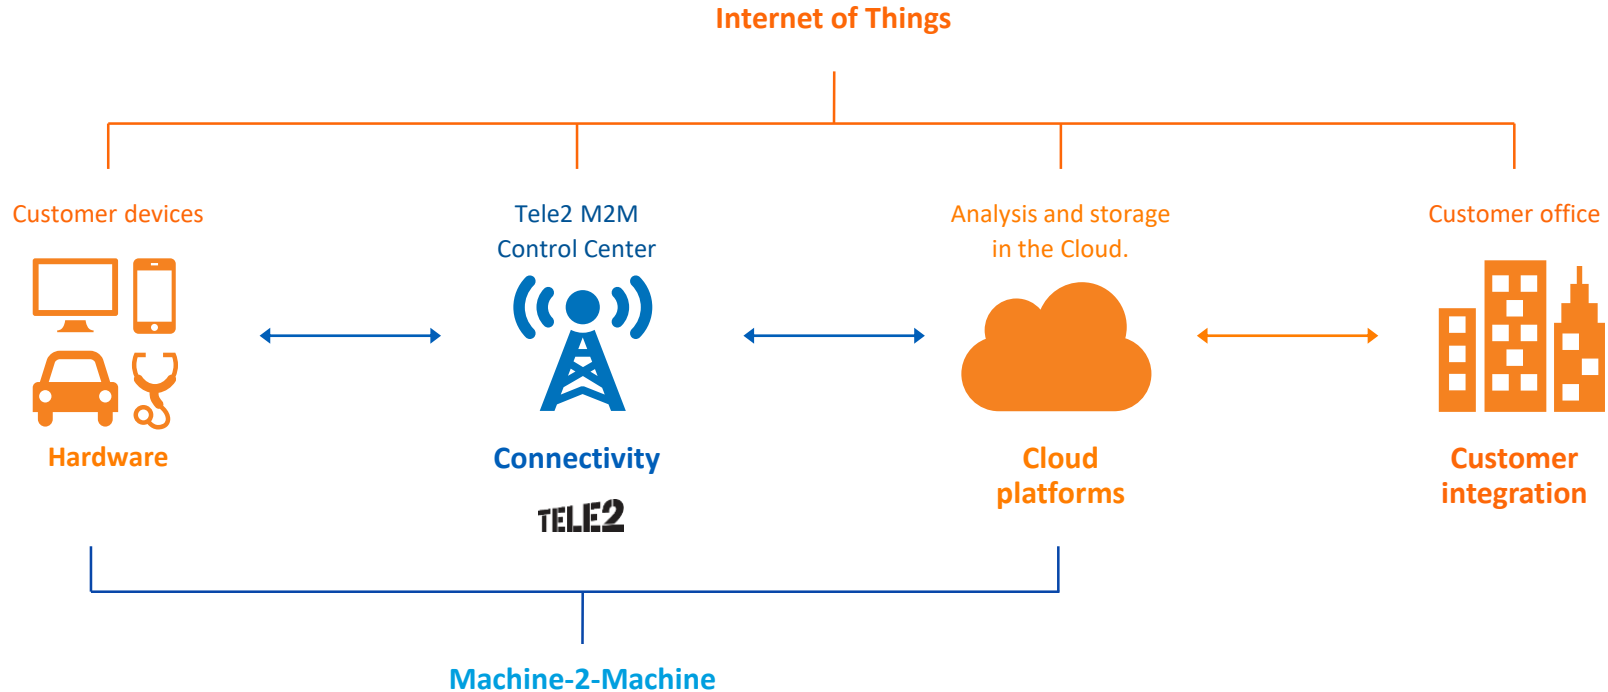 Internet of Things
Customer devices
Tele2 M2M
Control Center
Analysis and storage
in the Cloud.
Customer office
Hardware
Connectivity
Cloud
platforms
Customer
integration
TELE2
Machine-2-Machine